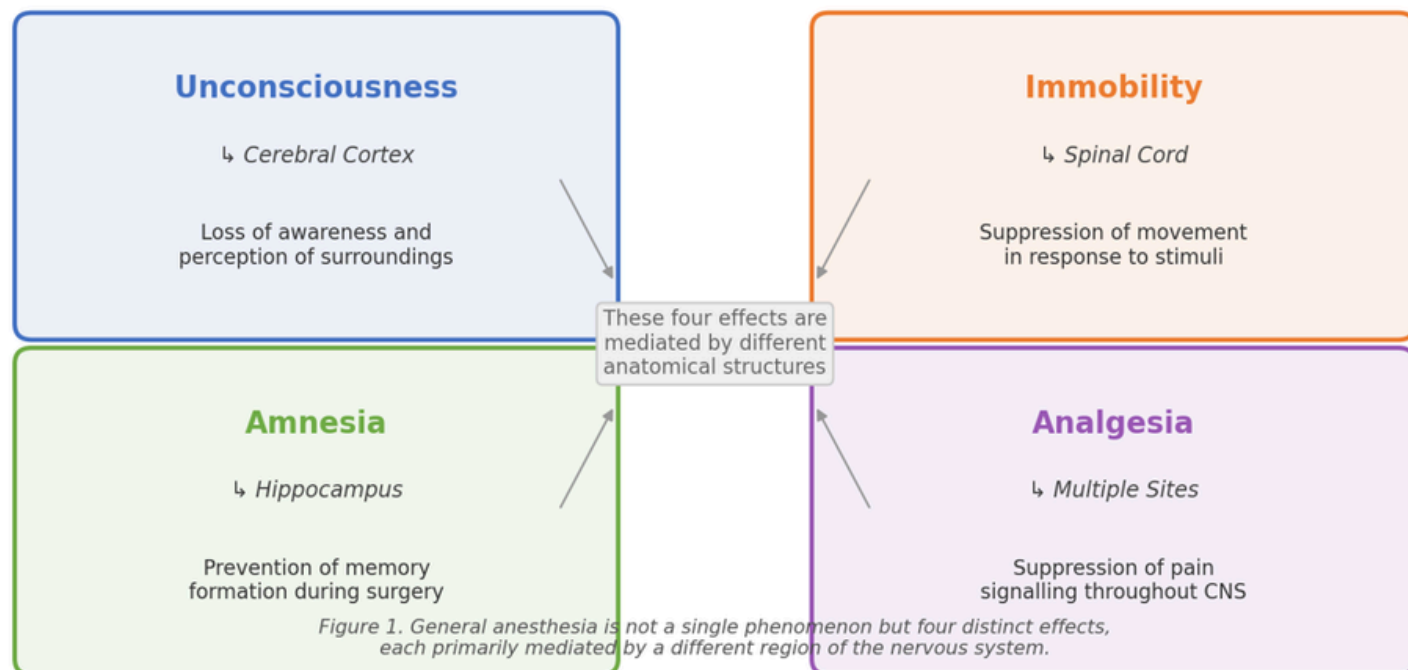 Unconsciousness
↳ Cerebral Cortex
Loss of awareness and
perception of surroundings
Immobility
↳ Spinal Cord
Suppression of movement
in response to stimuli
These four effects are
mediated by different
anatomical structures
Amnesia
↳ Hippocampus
Prevention of memory
formation during surgery
Analgesia
↳ Multiple Sites
Suppression of pain
signalling throughout CNS
Figure 1. General anesthesia is not a single phenomenon but four distinct effects,
each primarily mediated by a different region of the nervous system.